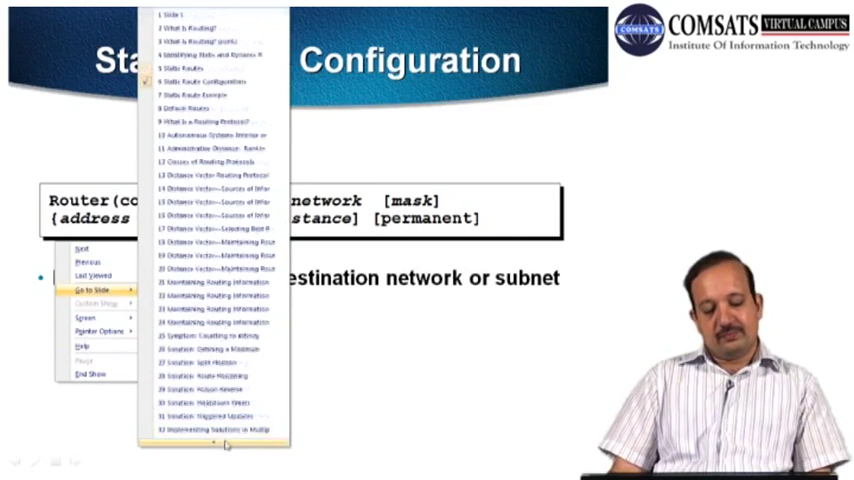 COMSATS VIRTUAL CAMPUS
Institute Of Information Technology
Sta
Configuration
1 Slide 1
2 What Is Routing?
3 What Is Routing?
4 Identifying Static and Dynamic R
5 Static Routes
6 Static Route Configuration
7 Static Route Example
8 Default Routes
9 What Is a Routing Protocol?
10 Autonomous Systems: Interior or
11 Administrative Distance: Rankin
12 Classes of Routing Protocols
13 Distance Vector Routing Protocol
14 Distance Vector—Sources of Infor
15 Distance Vector—Sources of Infor
16 Distance Vector—Sources of Infor
17 Distance Vector—Selecting Best R
18 Distance Vector—Maintaining Rout
19 Distance Vector—Maintaining Rout
20 Distance Vector—Maintaining Rout
21 Maintaining Routing Information
22 Maintaining Routing Information
23 Maintaining Routing Information
24 Maintaining Routing Information
25 Symptom: Counting to Infinity
26 Solution: Defining a Maximum
27 Solution: Split Horizon
28 Solution: Route Poisoning
29 Solution: Poison Reverse
30 Solution: Hold-Down Timers
31 Solution: Triggered Updates
32 Implementing Solutions in Multip
Router(co
network [mask]
{address
stance] [permanent]
Next
Previous
Last Viewed
Go to Slide
Custom Show
Screen
Pointer Options
Help
Pause
End Show
estination network or subnet